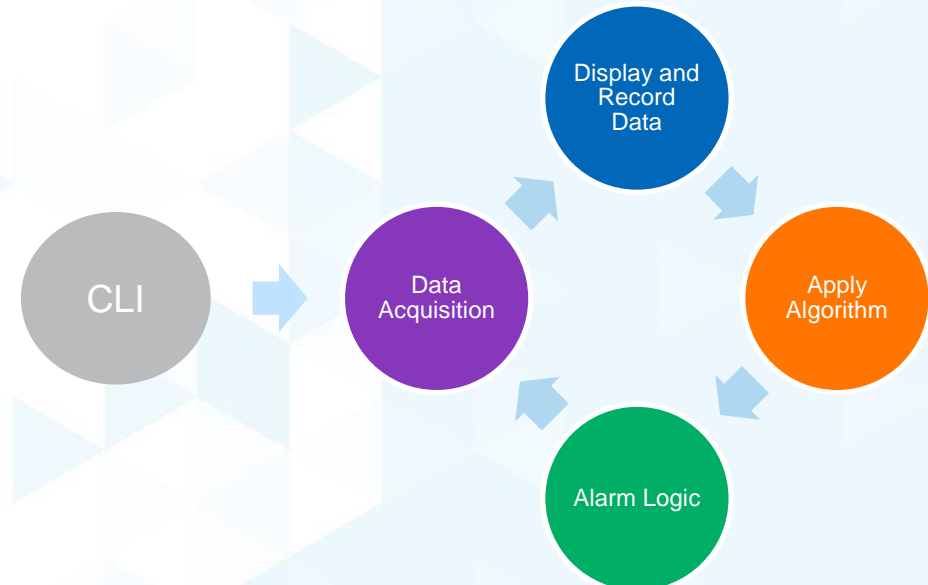 Display and
Record
Data
CLI
Data
Acquisition
Apply
Algorithm
Alarm Logic